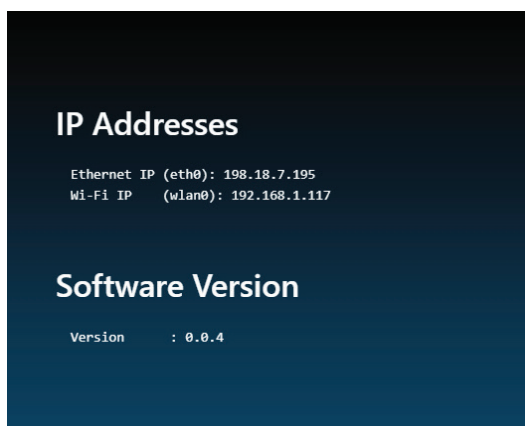 IP Addresses
Ethernet IP (eth0): 198.18.7.195
Wi-Fi IP    (wlan0): 192.168.1.117
Software Version
Version      : 0.0.4